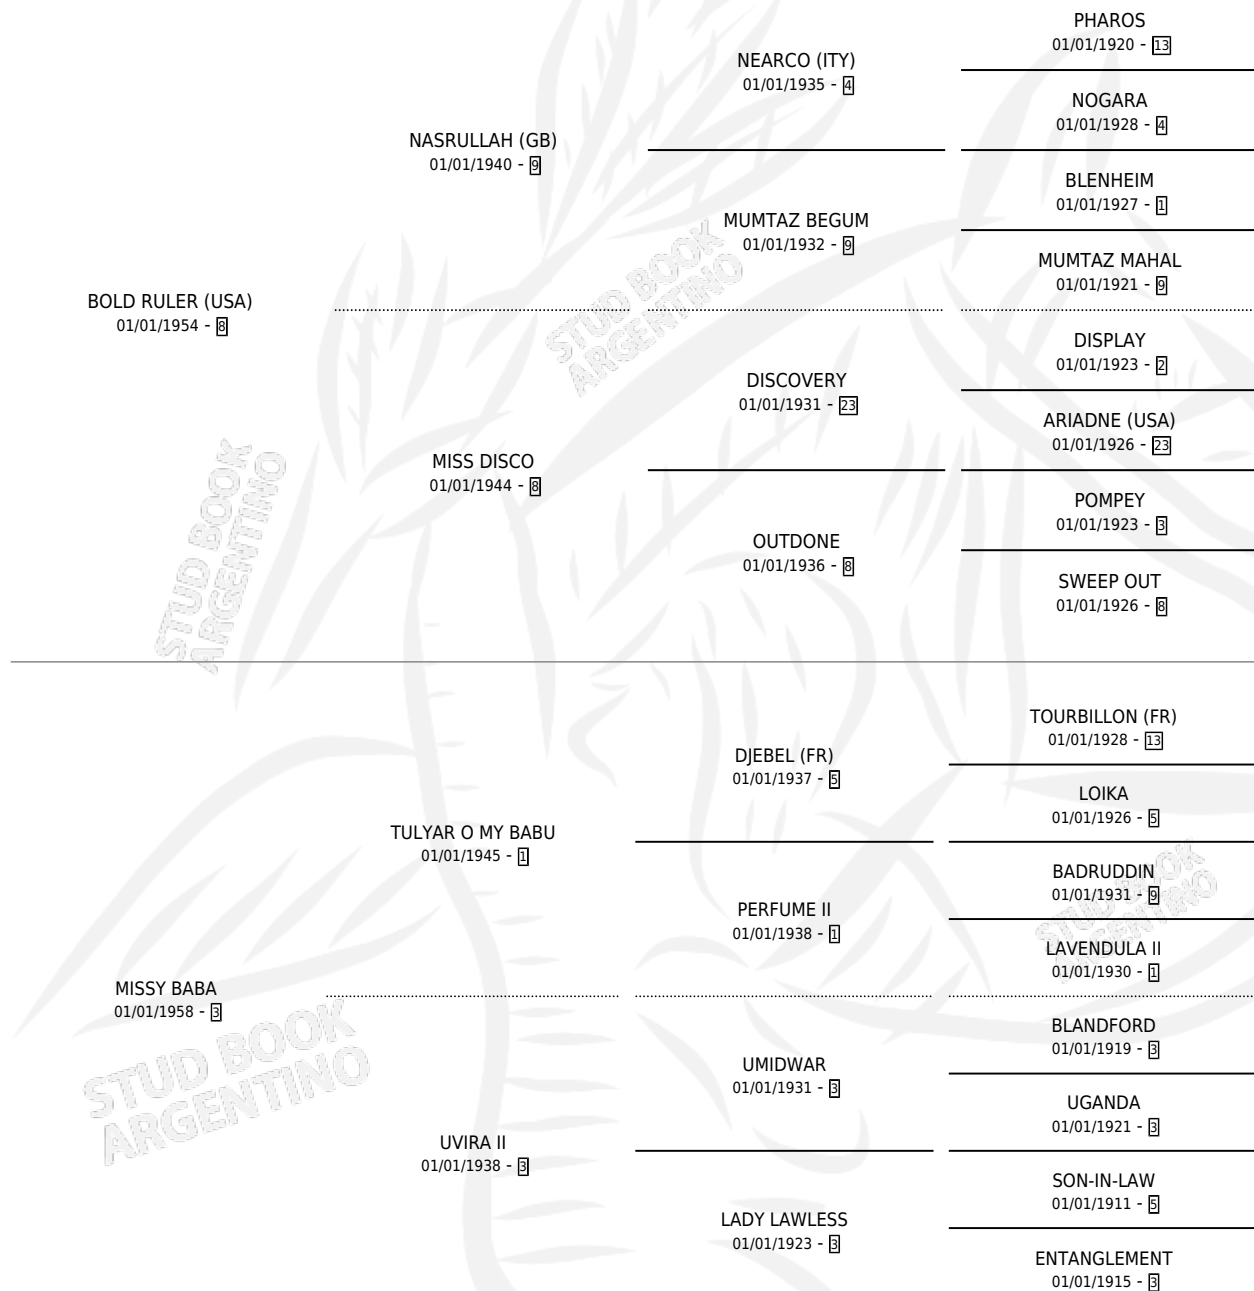 PHAROS
01/01/1920 - 13
NEARCO (ITY)
01/01/1935 - 4
NOGARA
01/01/1928 - 4
NASRULLAH (GB)
01/01/1940 - 9
BLENHEIM
01/01/1927 - 1
MUMTAZ BEGUM
01/01/1932 - 9
MUMTAZ MAHAL
01/01/1921 - 9
BOLD RULER (USA)
01/01/1954 - 8
STUD BOOK
ARGENTINO
DISPLAY
01/01/1923 - 2
DISCOVERY
01/01/1931 - 23
ARIADNE (USA)
01/01/1926 - 23
MISS DISCO
01/01/1944 - 8
POMPEY
01/01/1923 - 3
OUTDONE
01/01/1936 - 8
SWEEP OUT
01/01/1926 - 8
STUD BOOK
ARGENTINO
TOURBILLON (FR)
01/01/1928 - 13
DJEBEL (FR)
01/01/1937 - 5
LOIKA
01/01/1926 - 5
TULYAR O MY BABU
01/01/1945 - 1
BADRUDDIN
01/01/1931 - 9
PERFUME II
01/01/1938 - 1
LAVENDULA II
01/01/1930 - 1
STUD BOOK
ARGENTINO
MISSY BABA
01/01/1958 - 3
BLANDFORD
01/01/1919 - 3
UMIDWAR
01/01/1931 - 3
UGANDA
01/01/1921 - 3
STUD BOOK
ARGENTINO
UVIRA II
01/01/1938 - 3
SON-IN-LAW
01/01/1911 - 5
LADY LAWLESS
01/01/1923 - 3
ENTANGLEMENT
01/01/1915 - 3